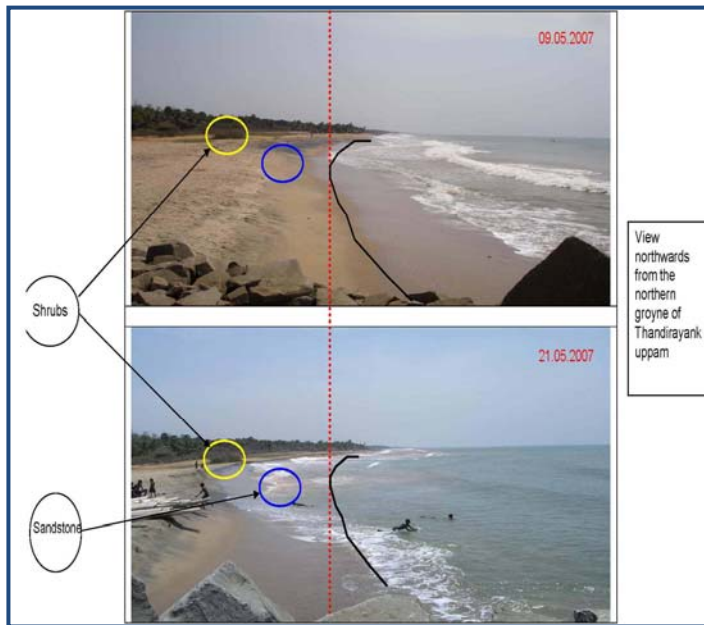 09.05.2007
Shrubs
View
northwards
from the
northern
groyne of
Thandirayank
uppam
21.05.2007
Sandstone